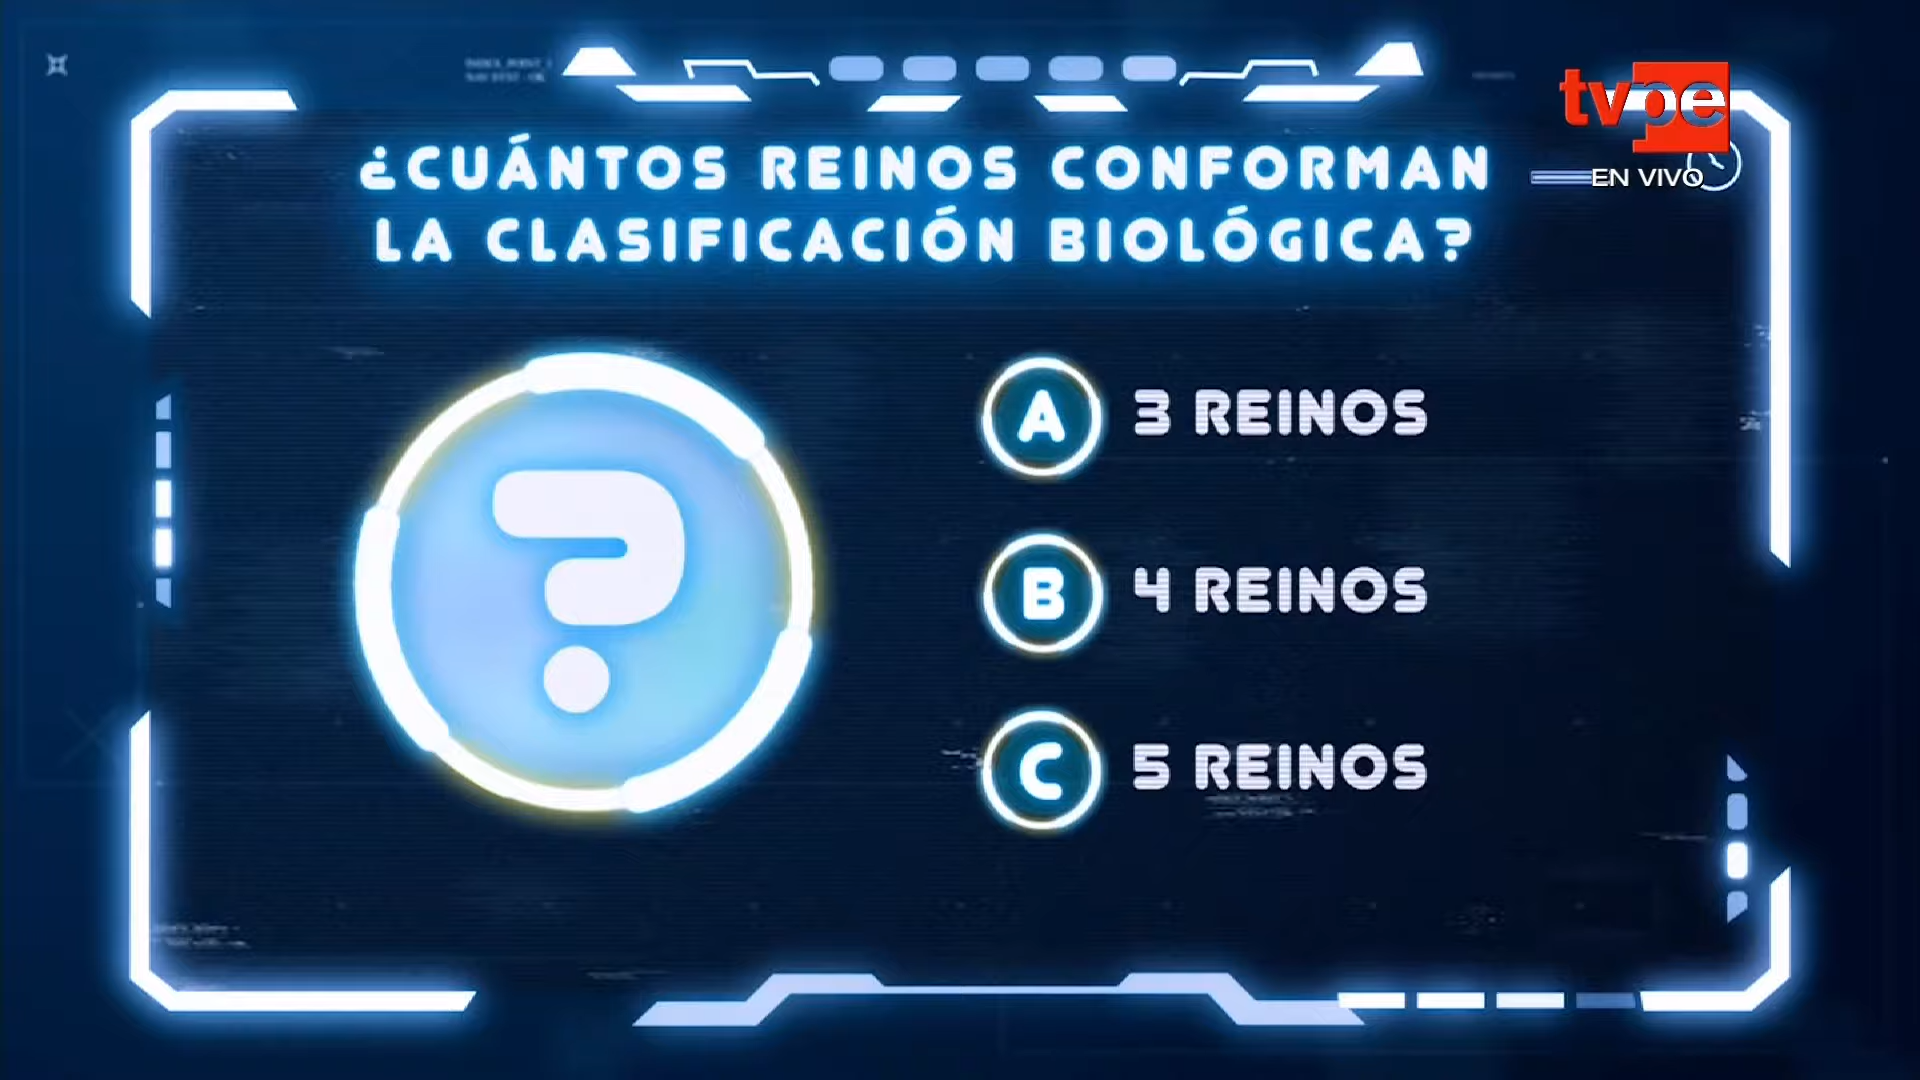 tvpe
EN VIVO
¿CUÁNTOS REINOS CONFORMAN
LA CLASIFICACIÓN BIOLÓGICA?
?
A 3 REINOS
B 4 REINOS
C 5 REINOS